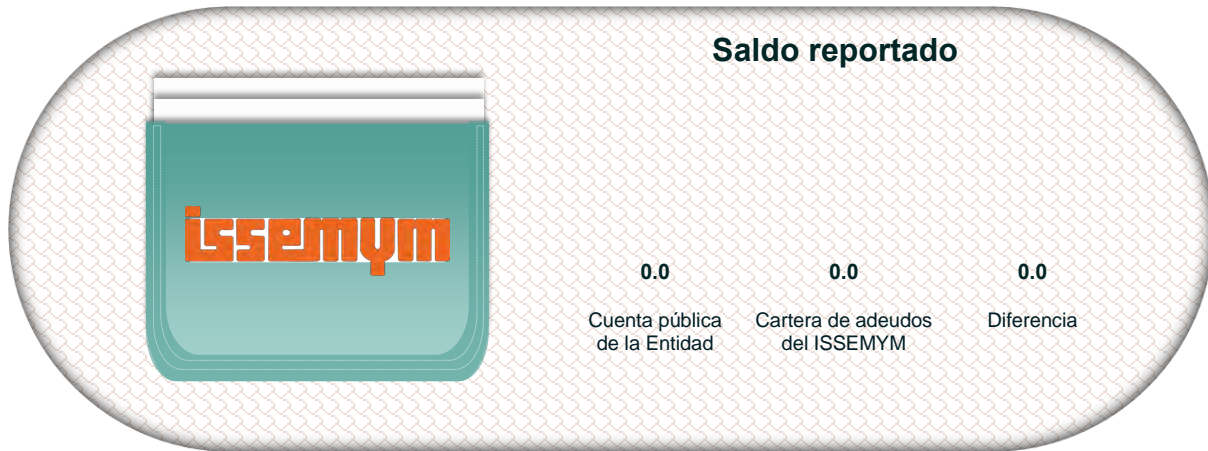 Saldo reportado
issemym
0.0 0.0 0.0
Cuenta pública Cartera de adeudos Diferencia
de la Entidad del ISSEMYM